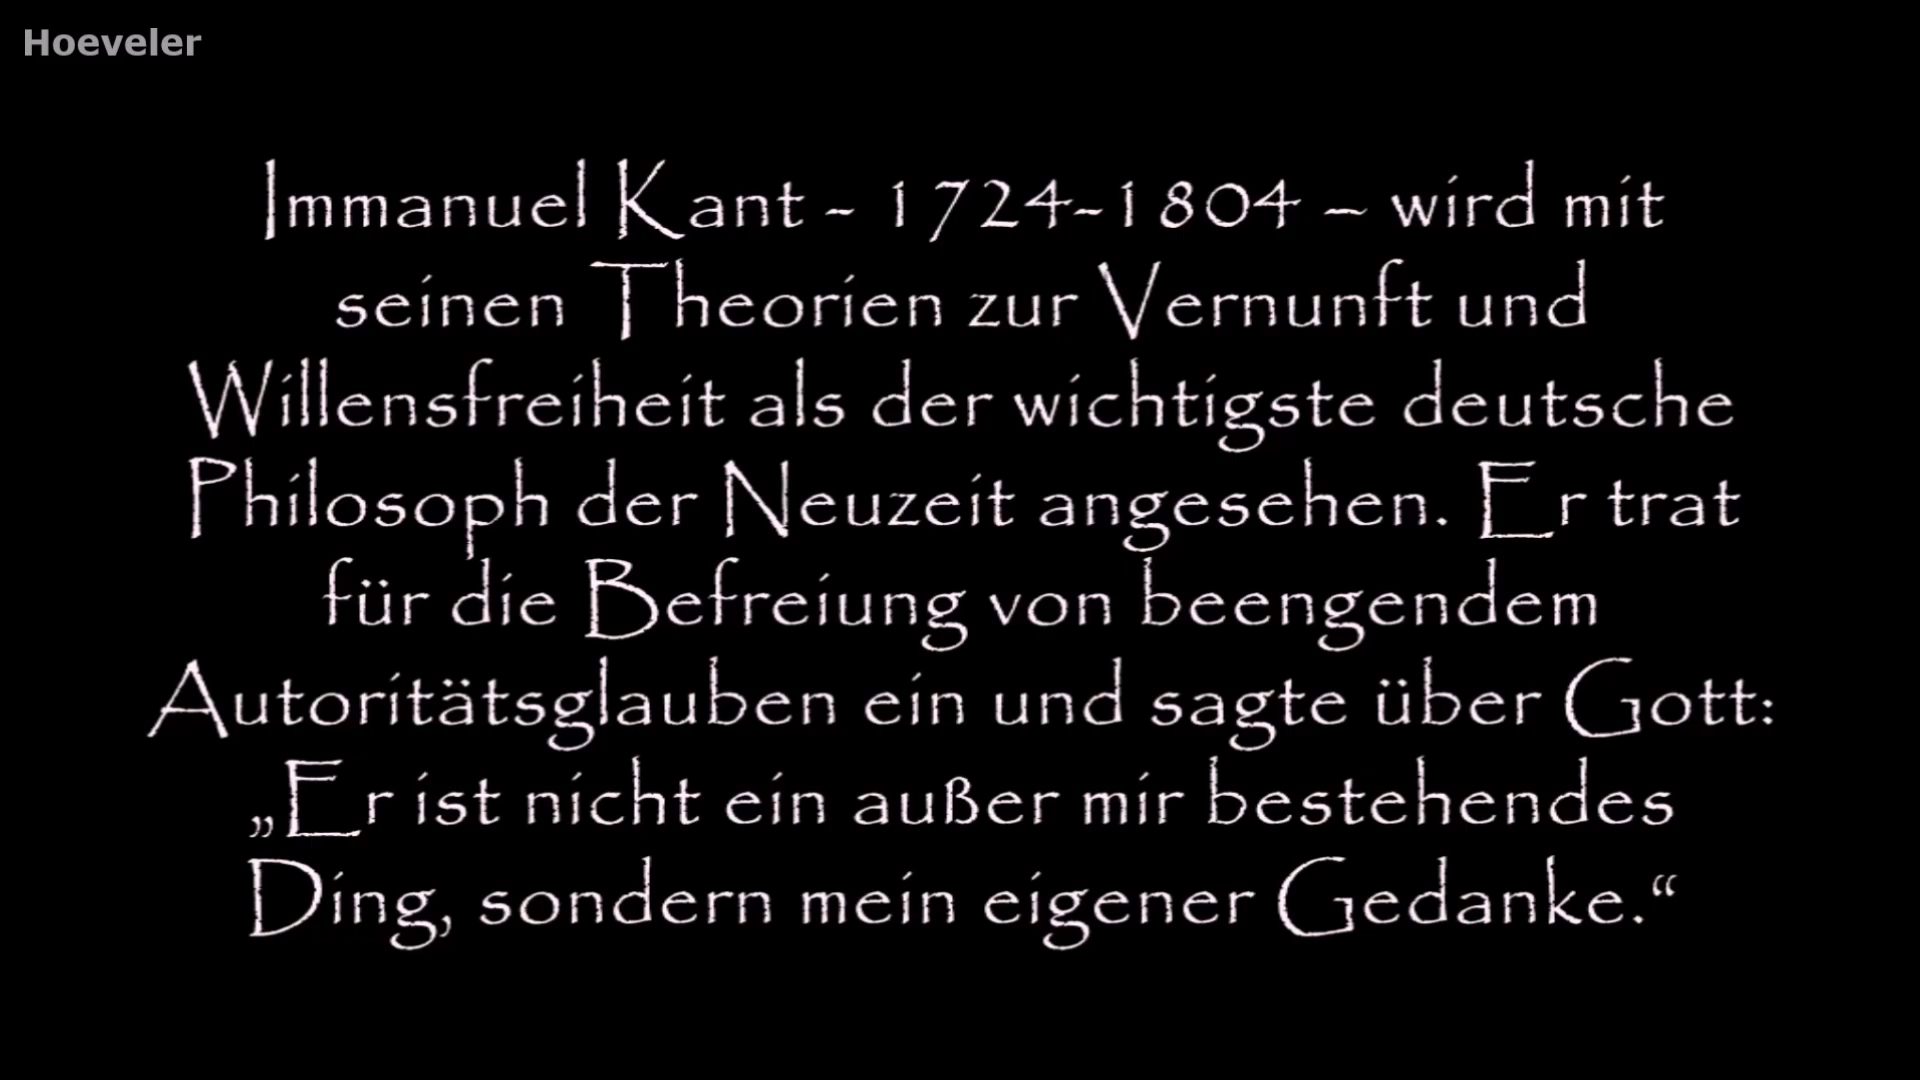 Hoeveler
Immanuel Kant - 1724-1804 – wird mit
seinen Theorien zur Vernunft und
Willensfreiheit als der wichtigste deutsche
Philosoph der Neuzeit angesehen. Er trat
für die Befreiung von beengendem
Autoritätsglauben ein und sagte über Gott:
„Er ist nicht ein außer mir bestehendes
Ding, sondern mein eigener Gedanke.“